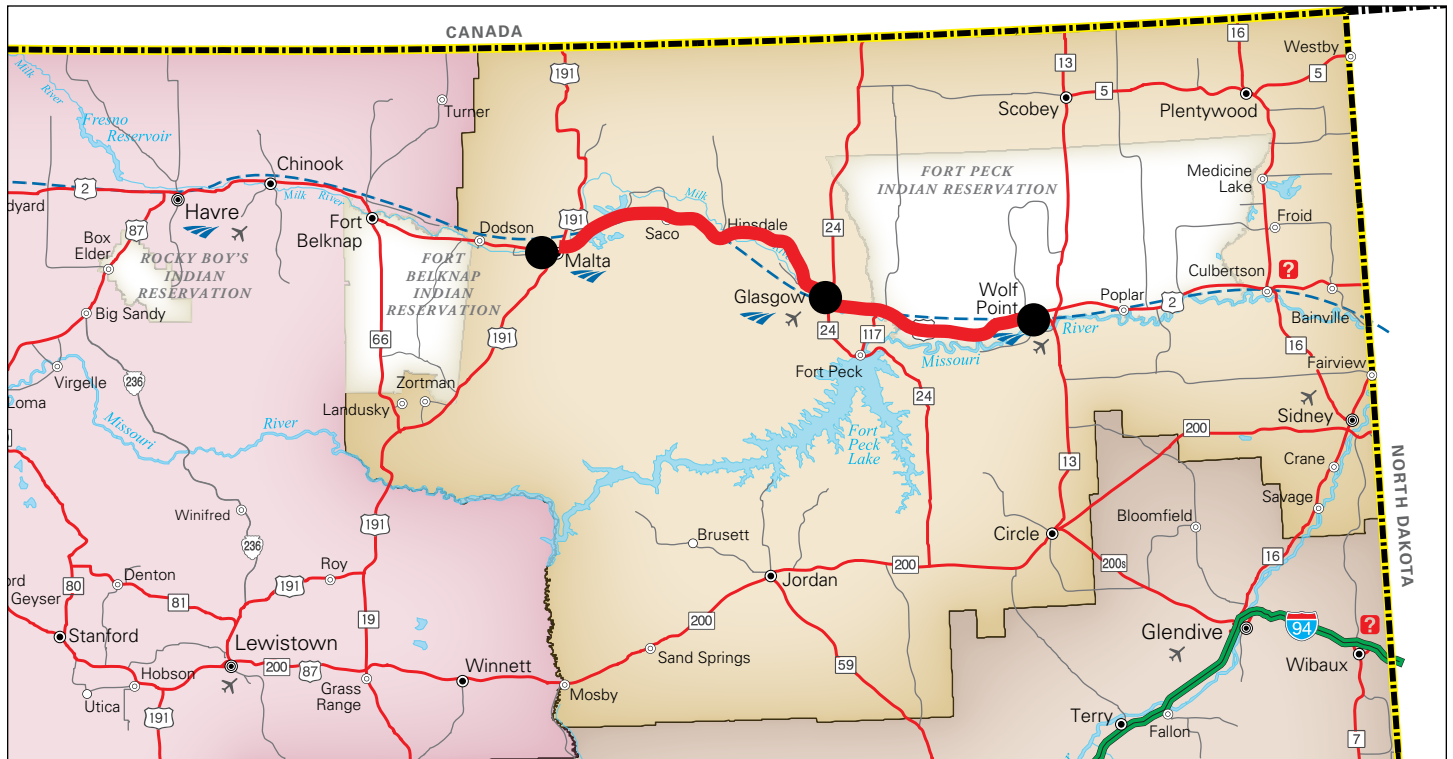 CANADA
16
Westby
191
13
5
Milk
River
Turner
Scobey
5
Plentywood
Fresno
Reservoir
Chinook
FORT PECK
INDIAN RESERVATION
Medicine
Lake
2
Milk River
Milk
dyard
Havre
Fort
Belknap
Dodson
191
Saco
Hinsdale
24
Froid
87
Box
Elder
ROCKY BOY'S
INDIAN
RESERVATION
FORT
BELKNAP
INDIAN
RESERVATION
Malta
Glasgow
Wolf
Point
Poplar
2
Culbertson
?
Big Sandy
66
191
24
117
River
Missouri
Bainville
16
Fairview
Virgelle
236
Zortman
Fort Peck
Loma
Landusky
24
Sidney
Missouri
River
Fort
Peck
Lake
200
NORTH DAKOTA
13
Crane
Savage
Winifred
191
Bloomfield
236
Brusett
Circle
Roy
200
200s
16
ord
Geyser
80
Denton
81
191
Jordan
19
200
94
?
Stanford
Lewistown
Glendive
Hobson
200
87
Winnett
Sand Springs
59
Wibaux
Utica
Grass
Range
Mosby
191
Terry
Fallon
7